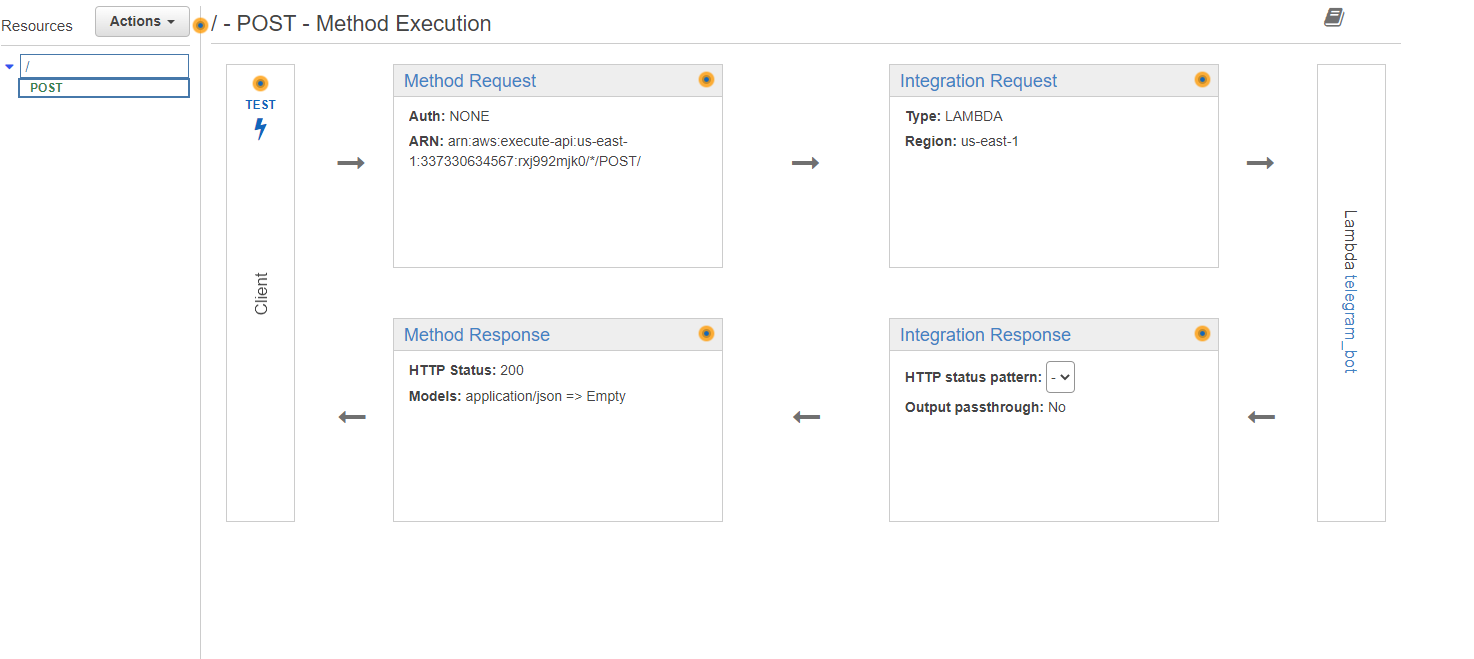 Resources
Actions
/ - POST - Method Execution
/
POST
TEST
Client
Method Request
Auth: NONE
ARN: arn:aws:execute-api:us-east-
1:337330634567:rxj992mjk0/*/POST/
Integration Request
Type: LAMBDA
Region: us-east-1
Lambda telegram_bot
Method Response
HTTP Status: 200
Models: application/json => Empty
Integration Response
HTTP status pattern: -
Output passthrough: No